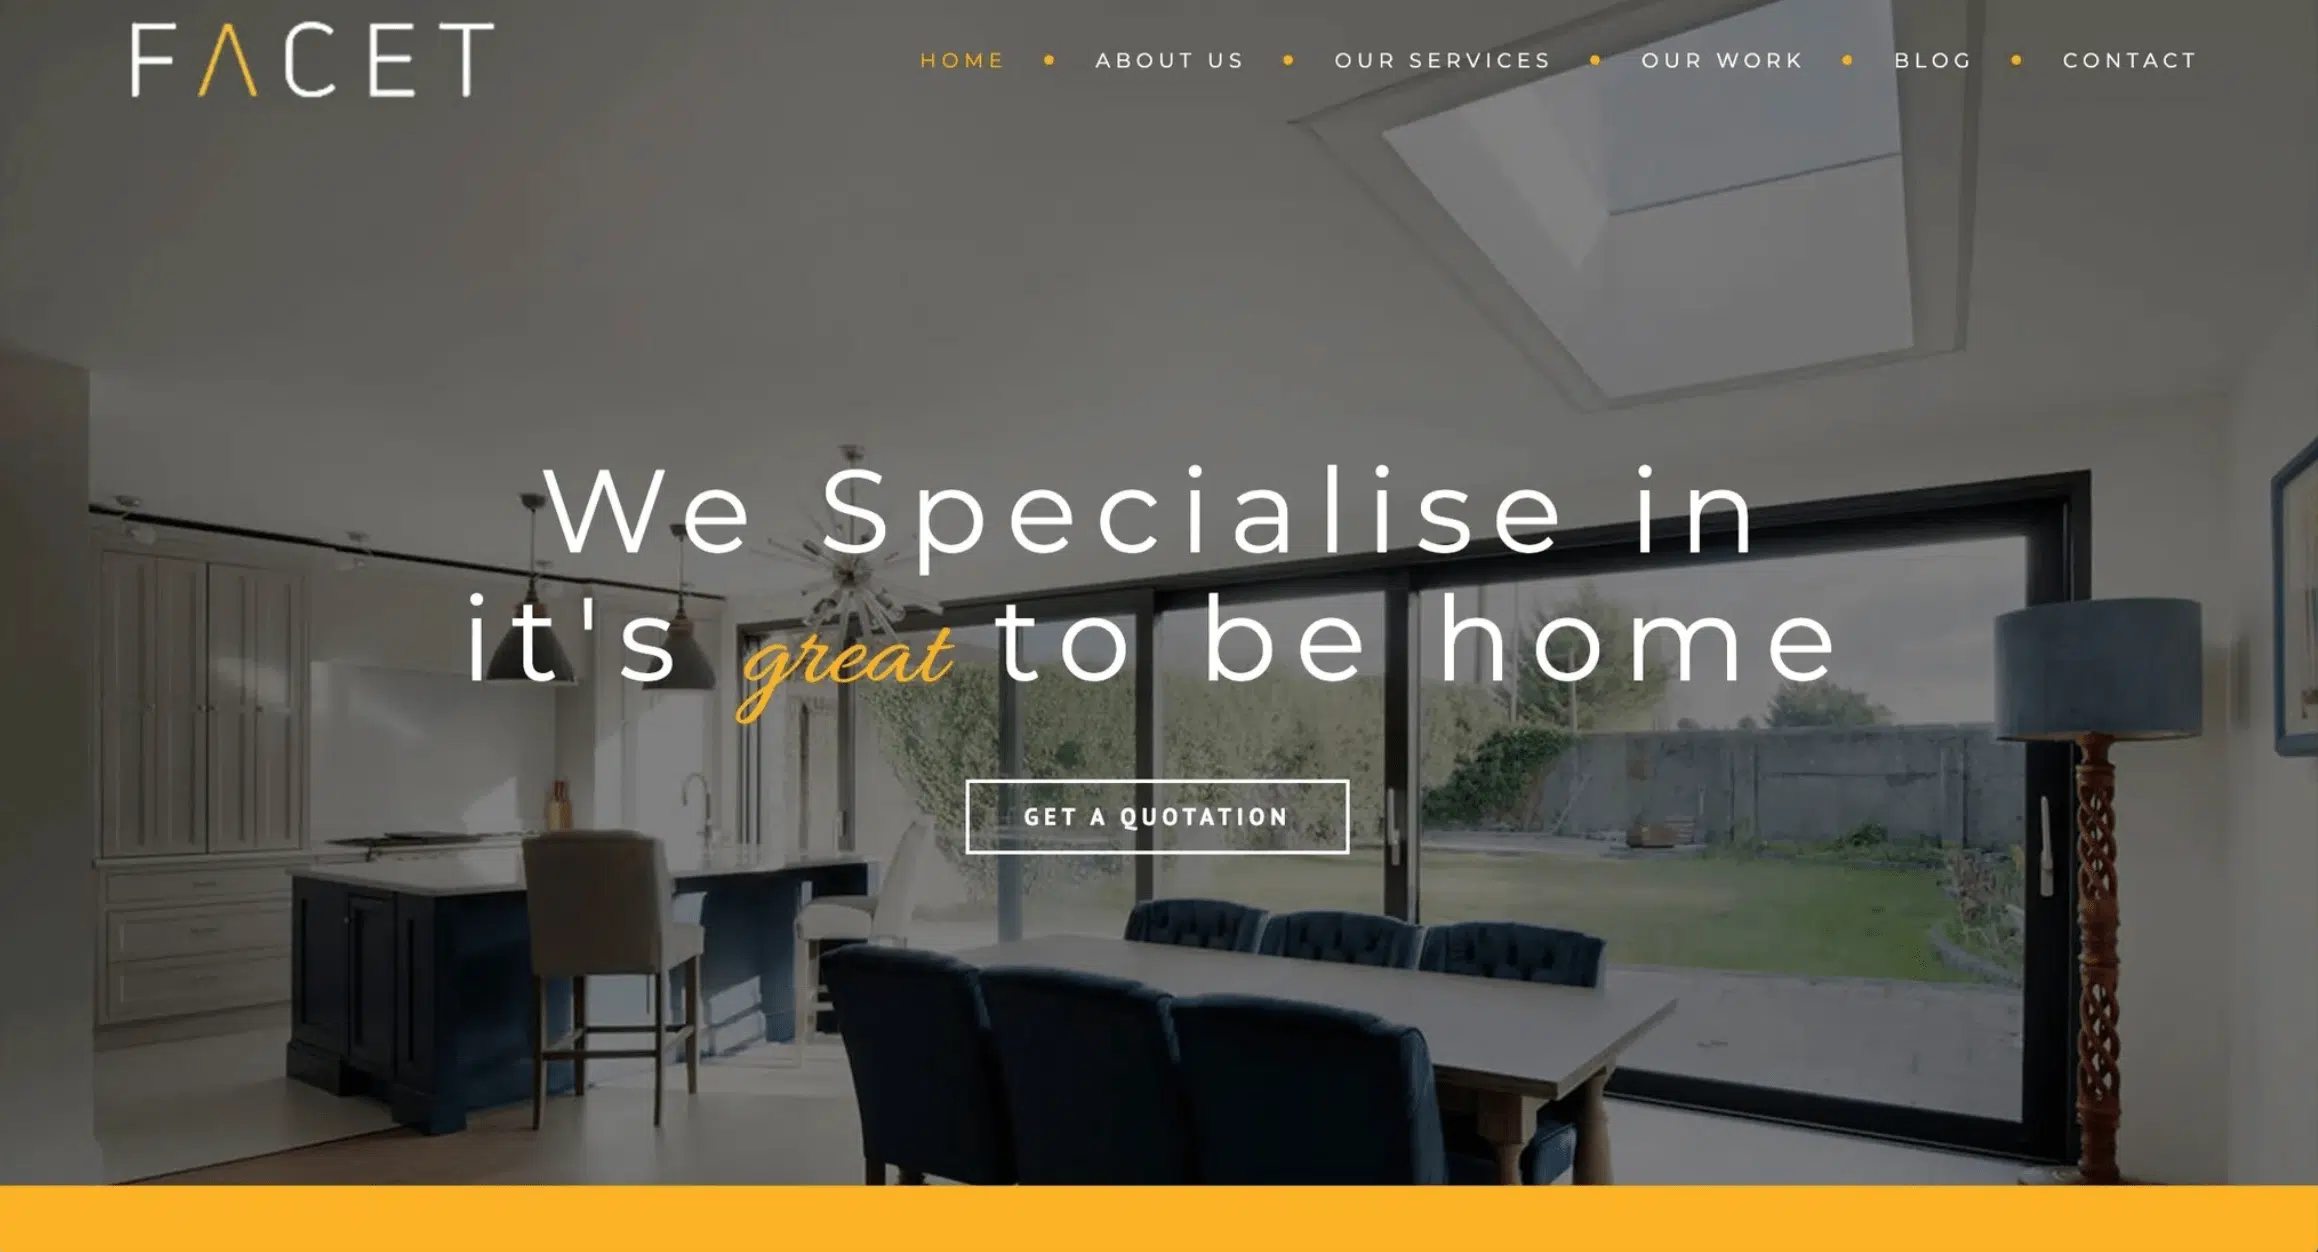 FACET
HOME • ABOUT US • OUR SERVICES • OUR WORK • BLOG • CONTACT
We Specialise in
it's great to be home
GET A QUOTATION